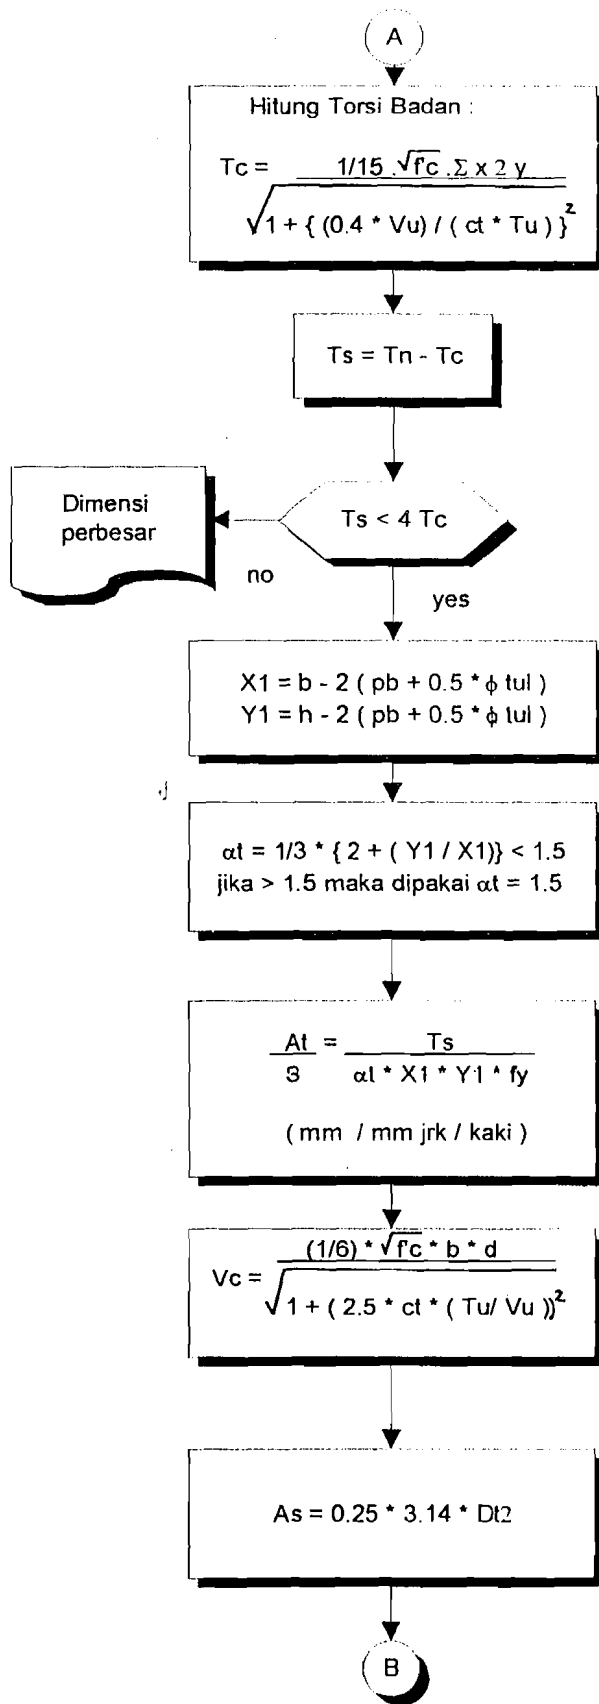 A
Hitung Torsi Badan :
Tc = 1/15 .√f'c .Σ x 2 y
√1 + { (0.4 * Vu) / ( ct * Tu ) }²
Ts = Tn - Tc
Ts < 4 Tc
Dimensi
perbesar
no
yes
X1 = b - 2 ( pb + 0.5 * ϕ tul )
Y1 = h - 2 ( pb + 0.5 * ϕ tul )
αt = 1/3 * { 2 + ( Y1 / X1)} < 1.5
jika > 1.5 maka dipakai αt = 1.5
At = Ts
S αt * X1 * Y1 * fy
( mm / mm jrk / kaki )
(1/6) * √f'c * b * d
Vc = √1 + ( 2.5 * ct * ( Tu/ Vu ))²
As = 0.25 * 3.14 * Dt2
B